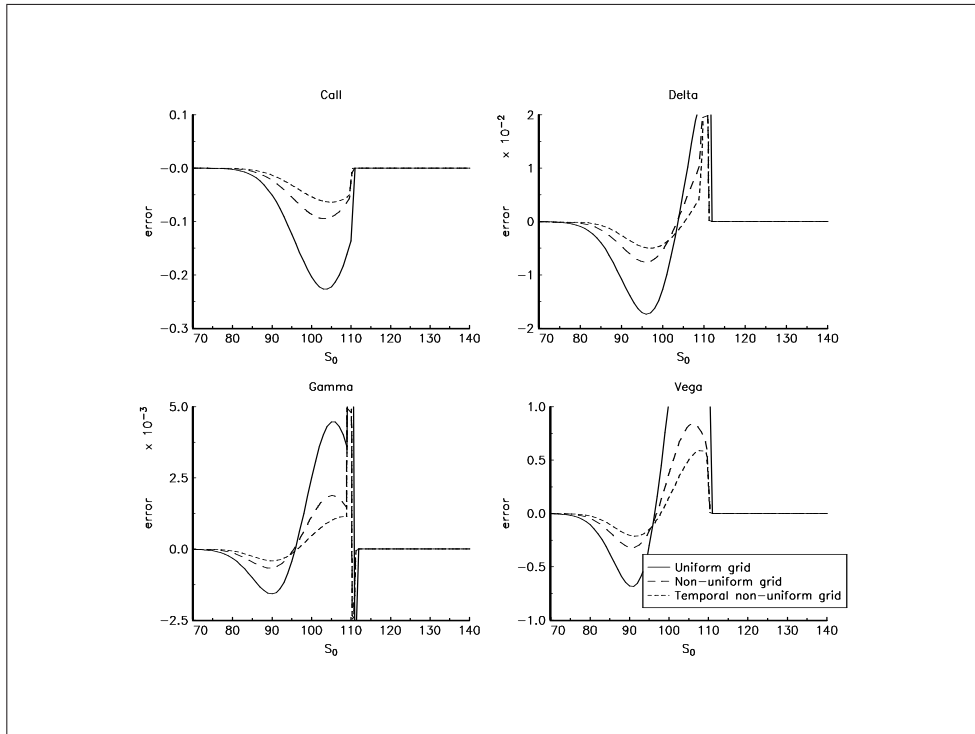 Call
0.1
-0.0
-0.1
-0.2
-0.3
error
70 80 90 100 110 120 130 140
S0
Delta
× 10-2
2
1
0
-1
-2
error
70 80 90 100 110 120 130 140
S0
Gamma
× 10-3
5.0
2.5
0.0
-2.5
error
70 80 90 100 110 120 130 140
S0
Vega
1.0
0.5
0.0
-0.5
-1.0
error
70 80 90 100 110 120 130 140
S0
Uniform grid
Non-uniform grid
Temporal non-uniform grid